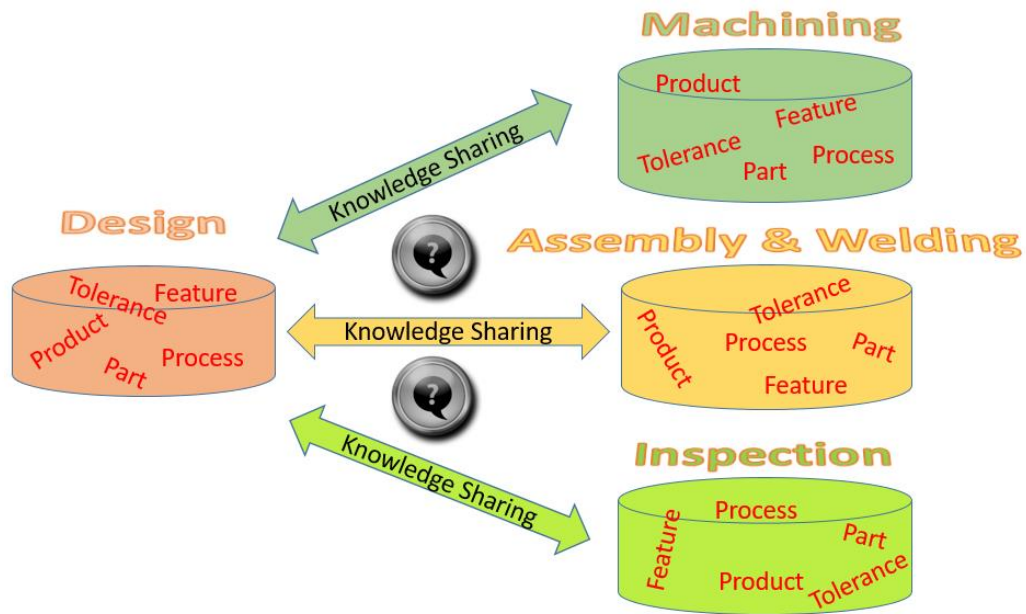 Machining
Product
Feature
Tolerance
Process
Part
Knowledge Sharing
Design
Tolerance
Feature
Product
Process
Part
?
Knowledge Sharing
?
Assembly & Welding
Tolerance
Product
Process
Part
Feature
Knowledge Sharing
Inspection
Process
Feature
Part
Product
Tolerance